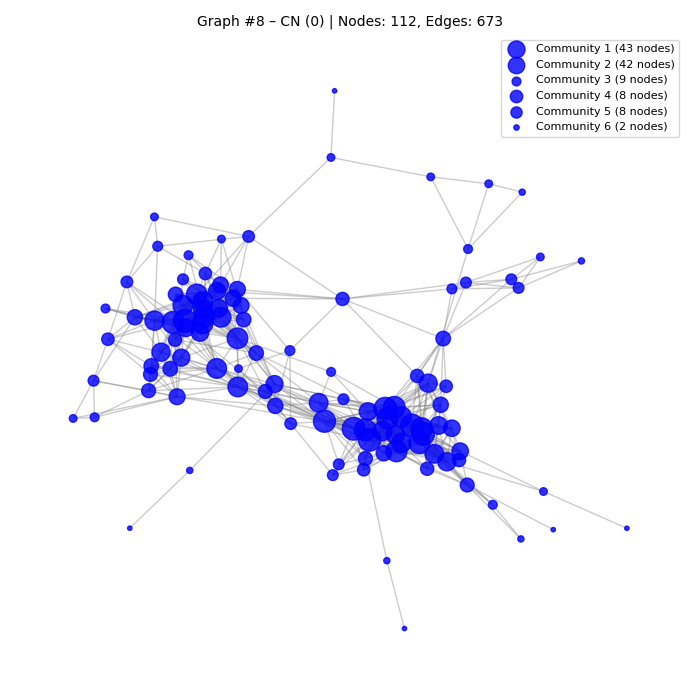 Graph #8 – CN (0) | Nodes: 112, Edges: 673
Community 1 (43 nodes)
Community 2 (42 nodes)
Community 3 (9 nodes)
Community 4 (8 nodes)
Community 5 (8 nodes)
Community 6 (2 nodes)